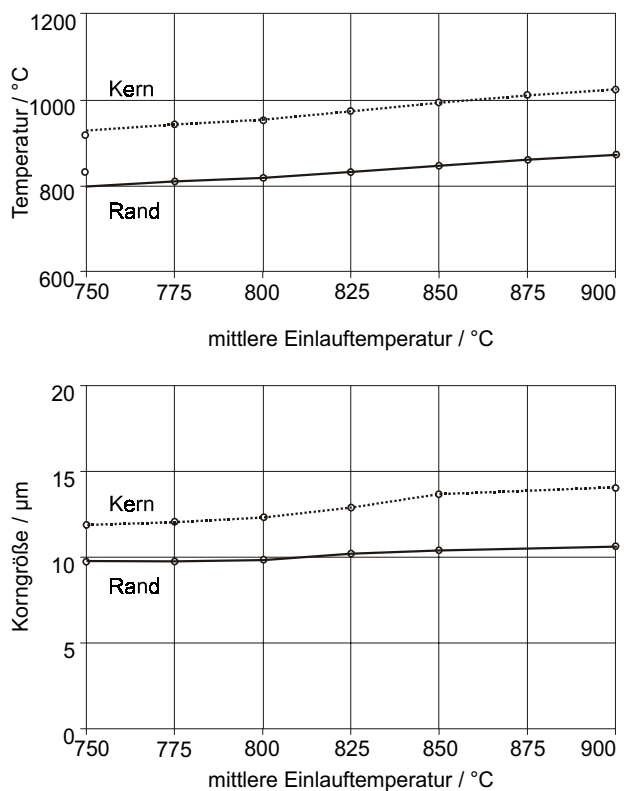 1200
Kern
1000
Temperatur / °C
800
Rand
600
750 775 800 825 850 875 900
mittlere Einlauftemperatur / °C
20
15
Kern
Korngröße / µm
10
Rand
5
0
750 775 800 825 850 875 900
mittlere Einlauftemperatur / °C